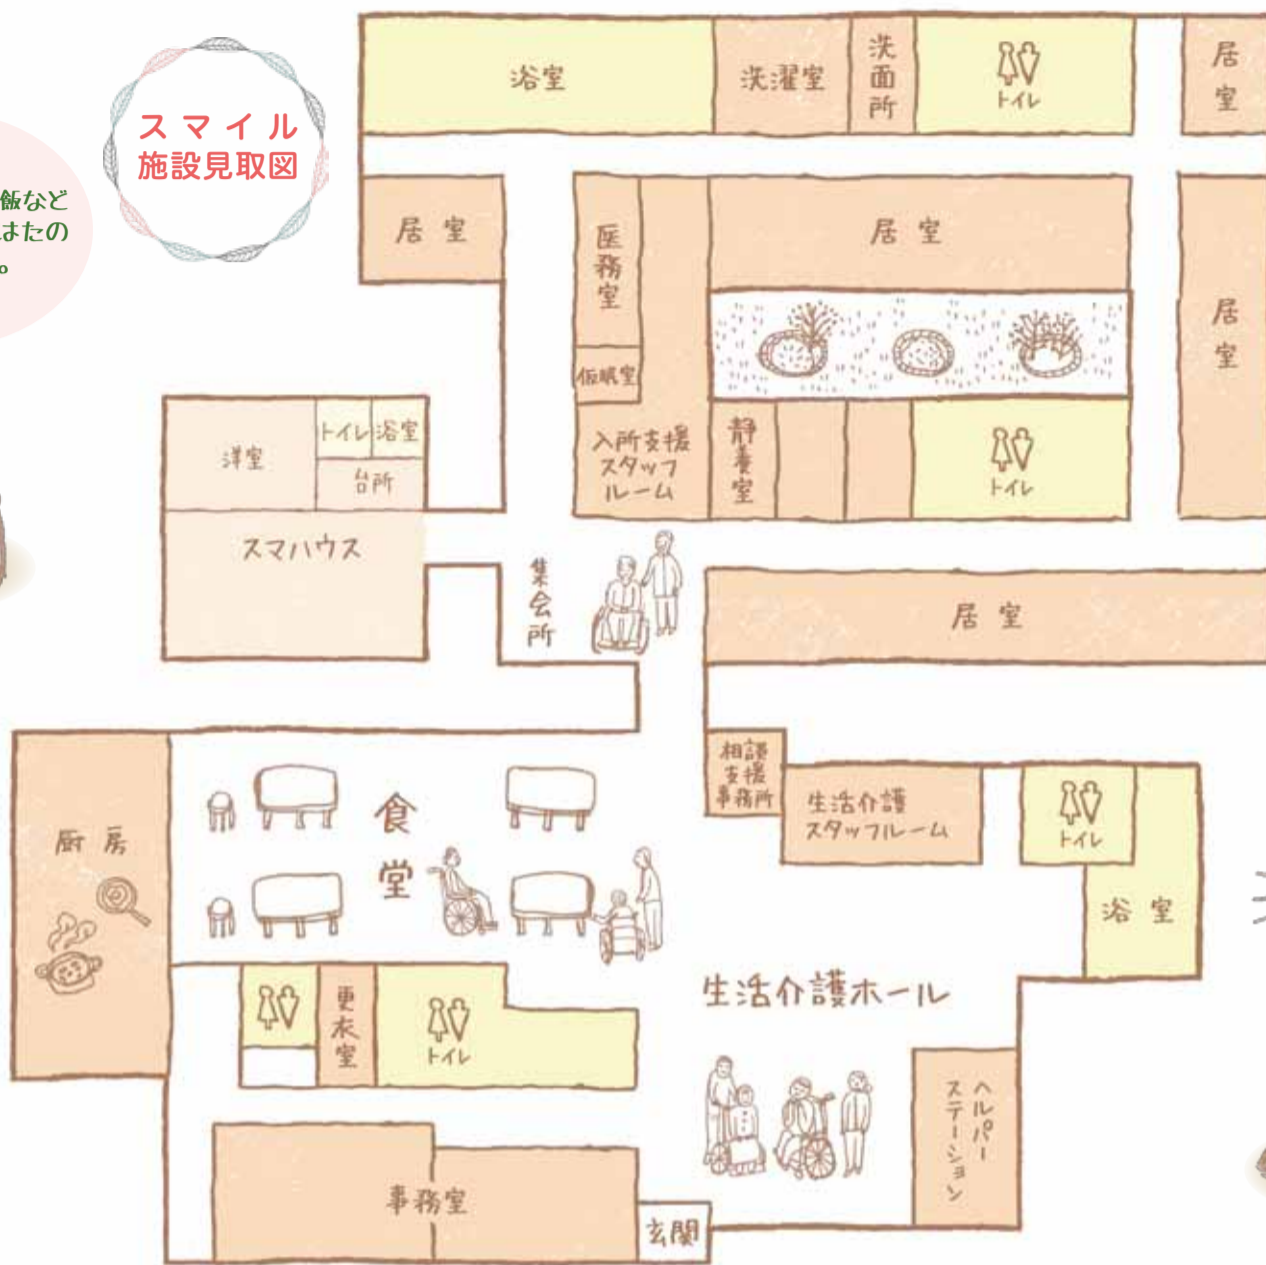 スマイル
施設見取図
飯など
はたの
。
浴室
洗濯室
洗面所
トイレ
居室
居室
医務室
居室
居室
仮眠室
入所支援
スタッフ
ルーム
静養室
トイレ
洋室
トイレ
浴室
台所
スマハウス
集会所
居室
相談
支援
事務所
生活介護
スタッフルーム
トイレ
浴室
厨房
食堂
生活介護ホール
更衣室
トイレ
ヘルパー
ステーション
事務室
玄関